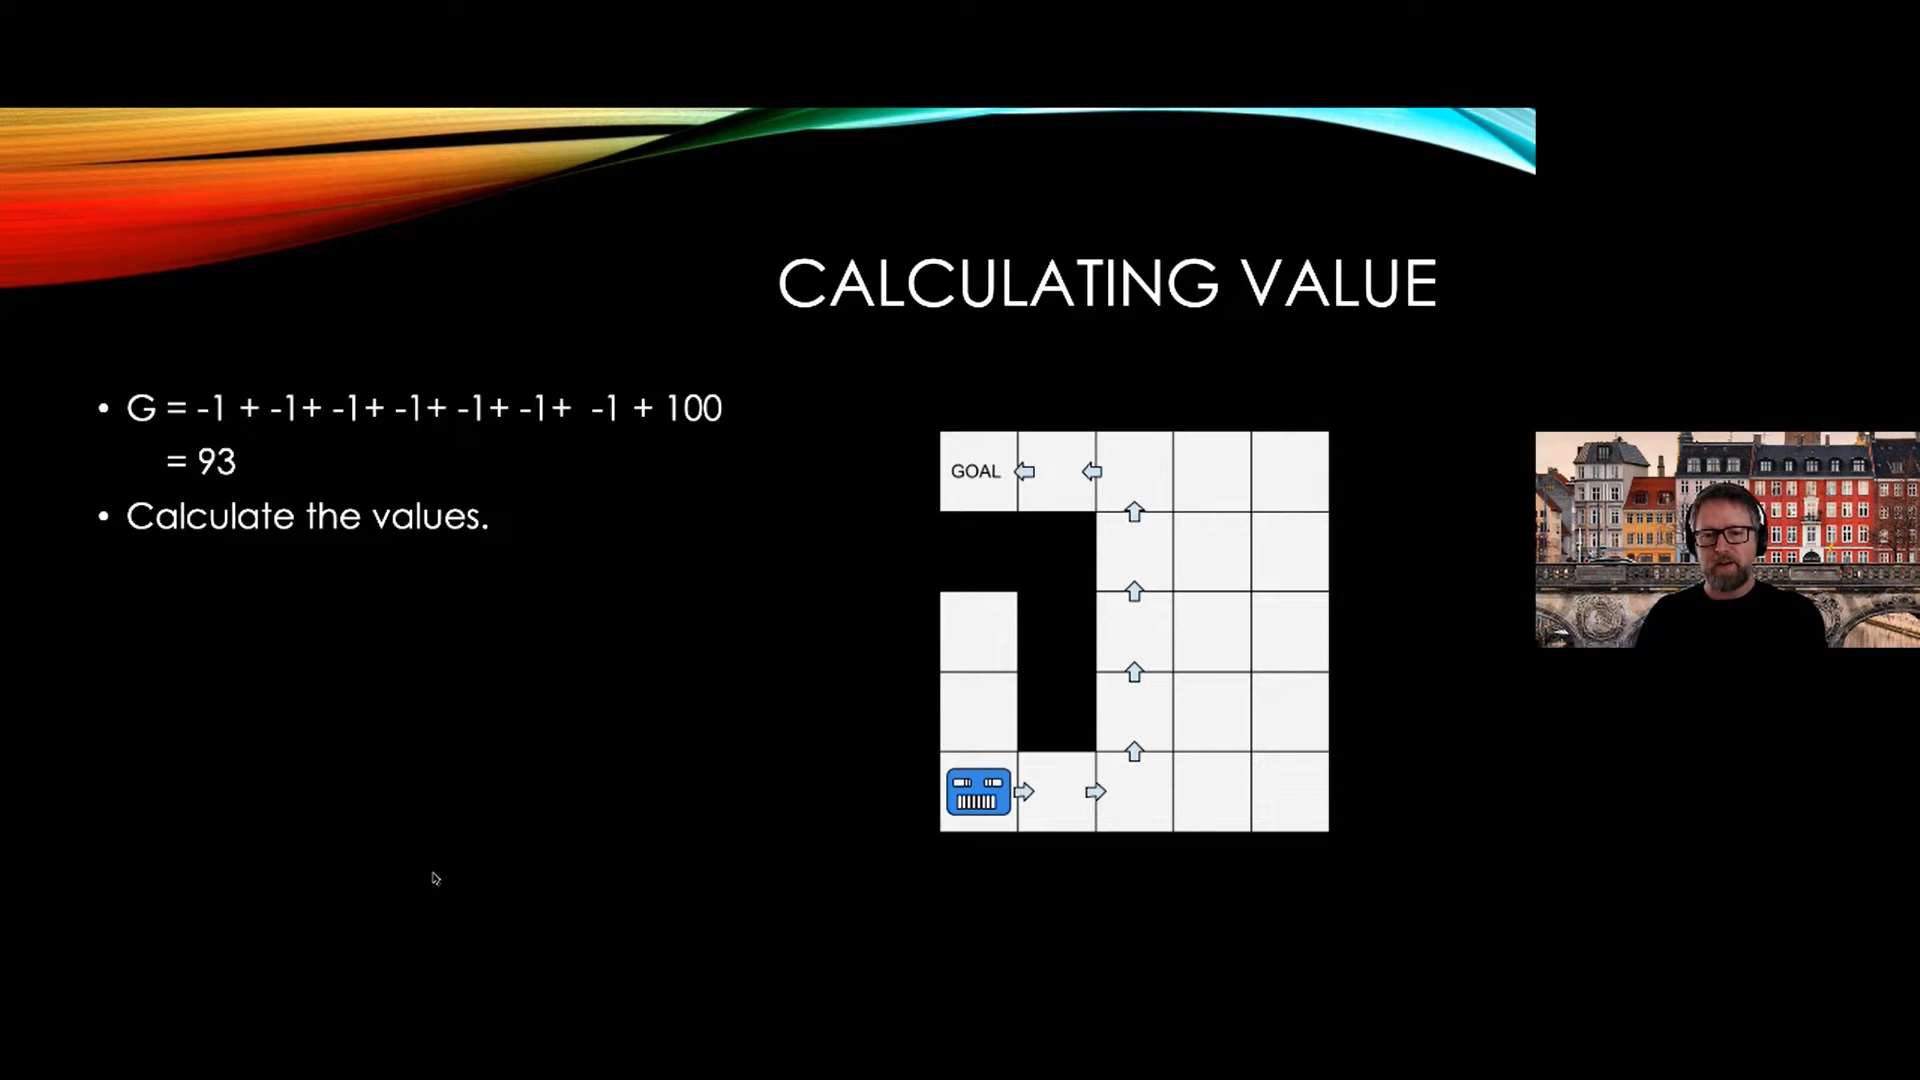 CALCULATING VALUE
• G = -1 + -1+ -1+ -1+ -1+ -1+ -1 + 100
= 93
• Calculate the values.
GOAL